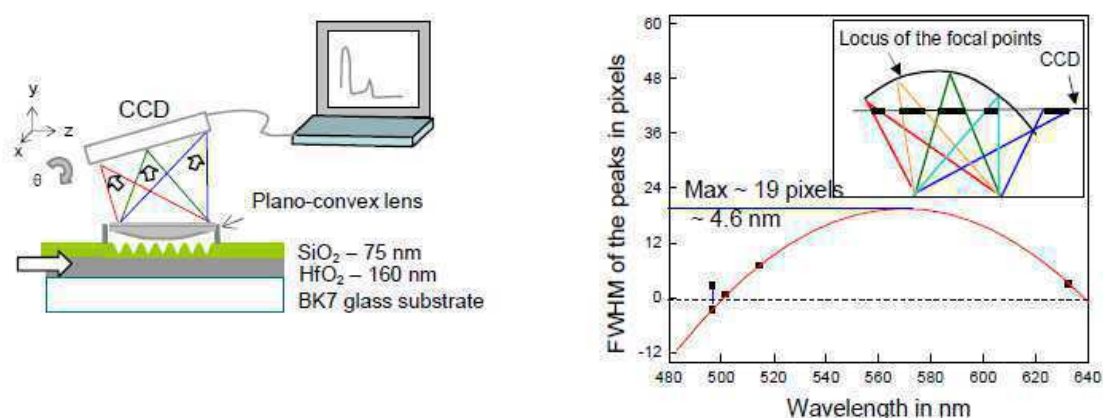 CCD
y
z
x
θ
Plano-convex lens
SiO₂ – 75 nm
HfO₂ – 160 nm
BK7 glass substrate
FWHM of the peaks in pixels
60
48
36
24
12
0
-12
Locus of the focal points
CCD
Max ~ 19 pixels
~ 4.6 nm
480 500 520 540 560 580 600 620 640
Wavelength in nm